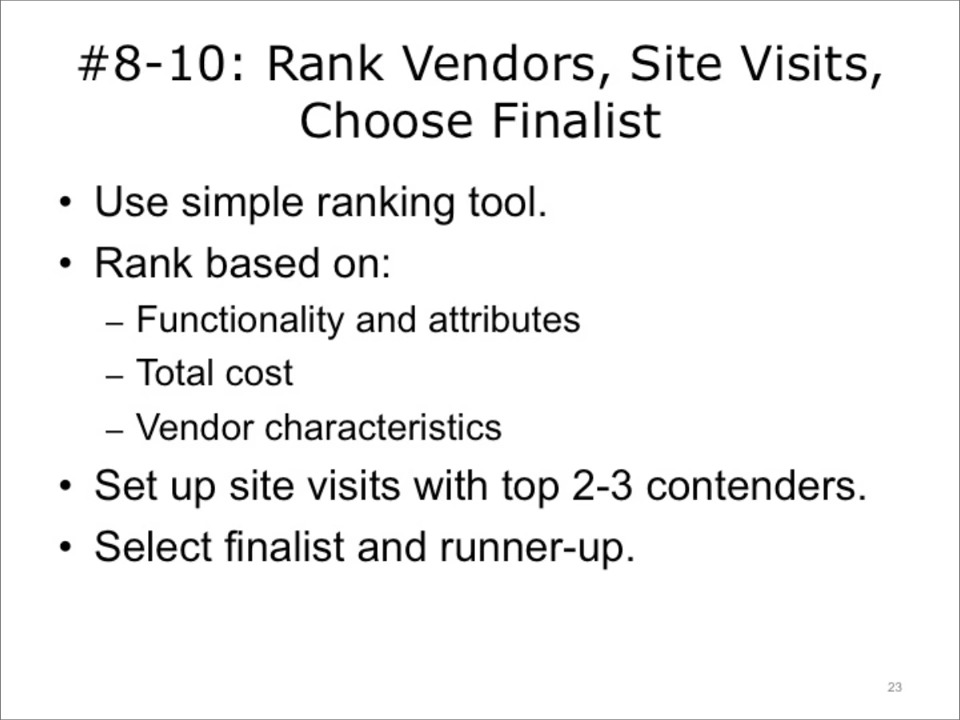 #8-10: Rank Vendors, Site Visits,
Choose Finalist
• Use simple ranking tool.
• Rank based on:
– Functionality and attributes
– Total cost
– Vendor characteristics
• Set up site visits with top 2-3 contenders.
• Select finalist and runner-up.
23